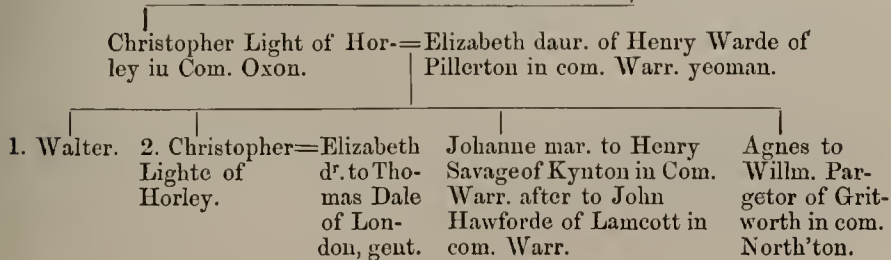 Christopher Light of Hor-=Elizabeth daur. of Henry Warde of
ley iu Com. Oxon. Pillerton in com. Warr. yeoman.
1. Walter.
2. Christopher=Elizabeth
Lighte of
Horley.
dr. to Tho-
mas Dale
of Lon-
don, gent.
Johanne mar. to Henry
Savageof Kynton in Com.
Warr. after to John
Hawforde of Lamcott in
com. Warr.
Agnes to
Willm. Par-
getor of Grit-
worth in com.
North'ton.